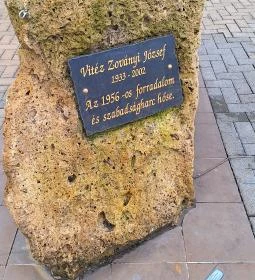 Vitéz Zoványi József
1933 - 2002
Az 1956 -os forradalom
és szabadságharc hőse.